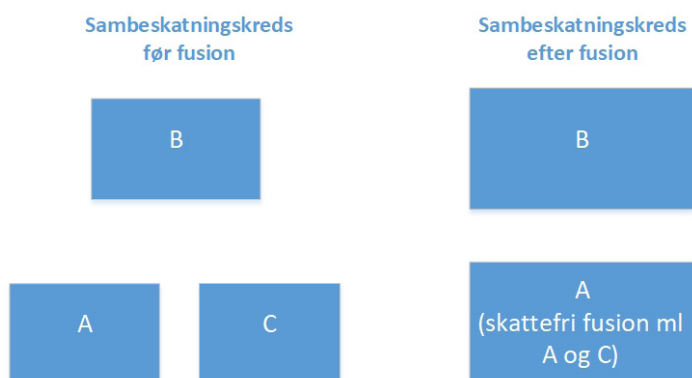 Sambeskatningskreds
før fusion
Sambeskatningskreds
efter fusion
B
B
A
C
A
(skattefri fusion ml
A og C)